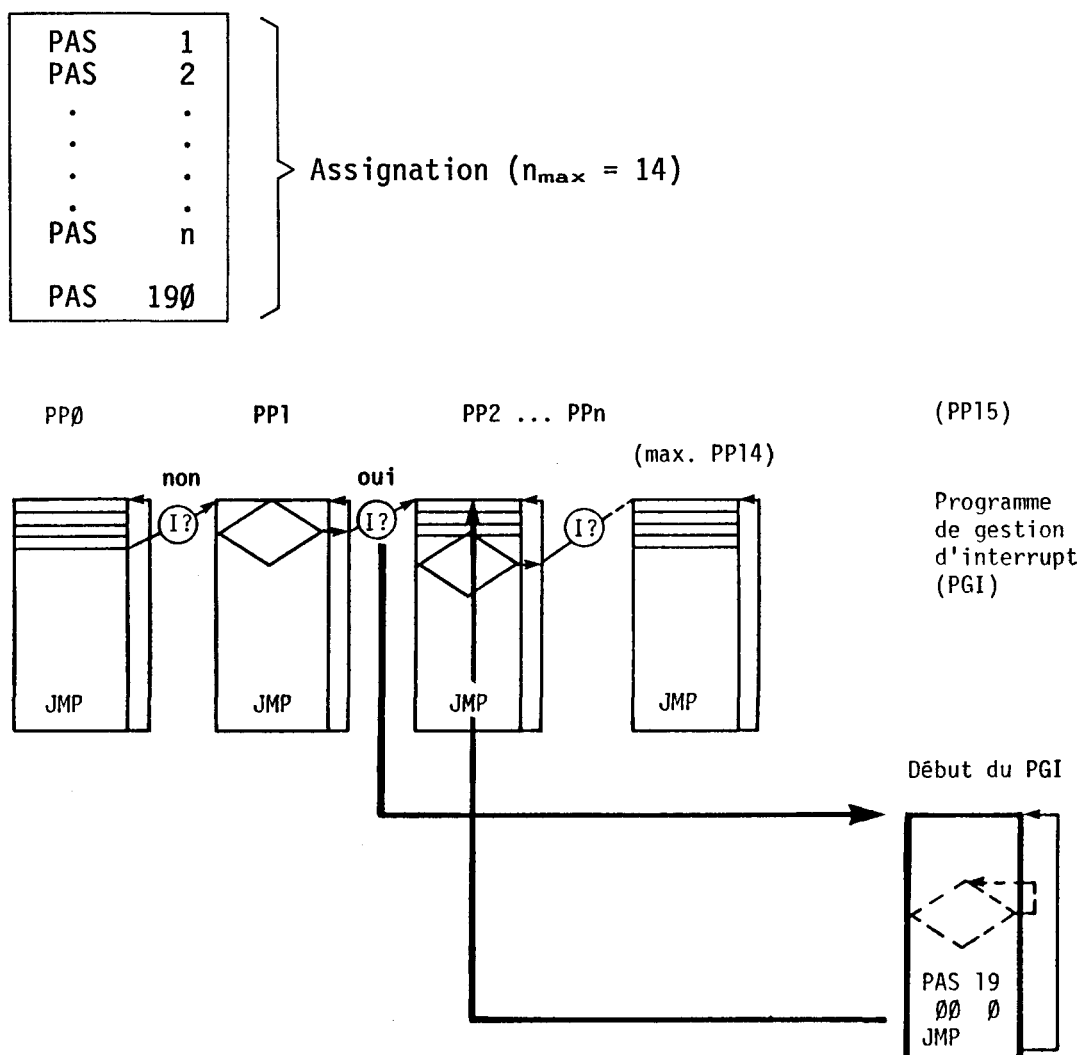 PAS 1
PAS 2
. .
. .
. .
. .
PAS n
PAS 19Ø
Assignation (nmax = 14)
PPØ PP1 PP2 ... PPn (PP15)
(max. PP14)
non oui
I? I? I?
Programme
de gestion
d'interrupt
(PGI)
JMP JMP JMP JMP
Début du PGI
PAS 19
ØØ Ø
JMP